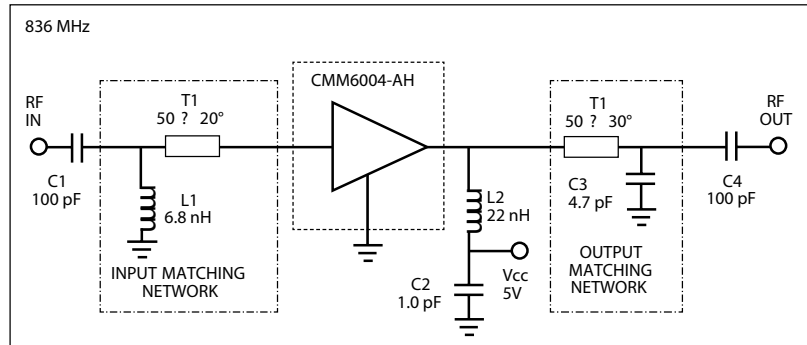 836 MHz
RF
IN
C1
100 pF
T1
50 ? 20°
L1
6.8 nH
INPUT MATCHING
NETWORK
CMM6004-AH
L2
22 nH
C2
1.0 pF
Vcc
5V
T1
50 ? 30°
C3
4.7 pF
OUTPUT
MATCHING
NETWORK
C4
100 pF
RF
OUT